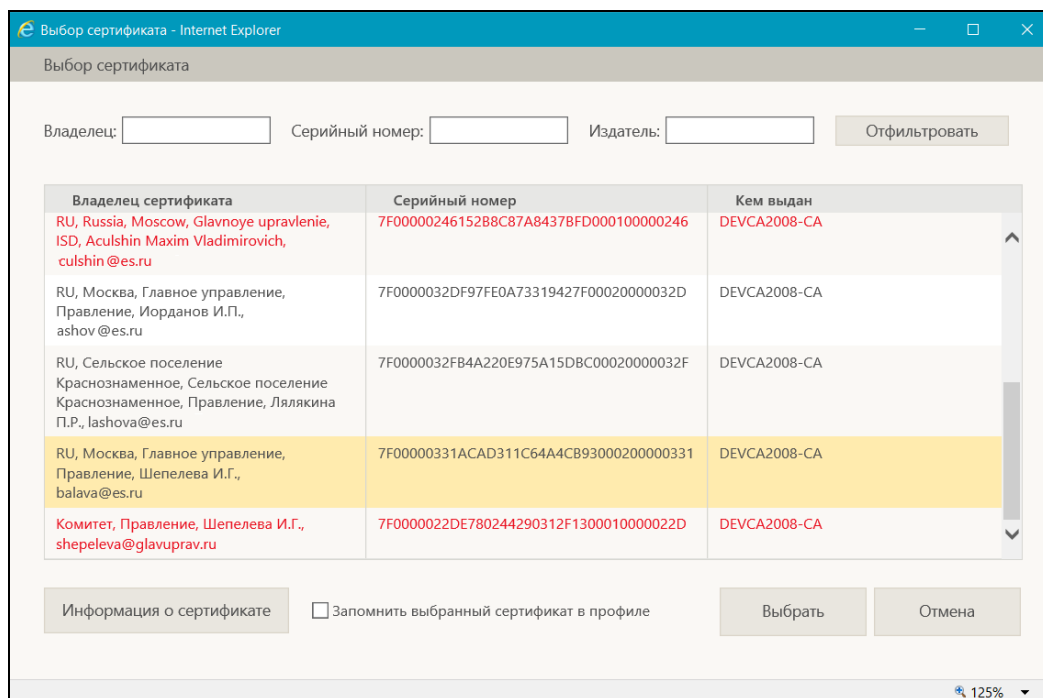 Выбор сертификата - Internet Explorer
Выбор сертификата
Владелец: Серийный номер: Издатель: Отфильтровать
Владелец сертификата Серийный номер Кем выдан
RU, Russia, Moscow, Glavnoye upravlenie, 7F00000246152B8C87A8437BFD000100000246 DEVCA2008-CA
ISD, Aculshin Maxim Vladimirovich,
culshin@es.ru
RU, Москва, Главное управление, 7F0000032DF97FE0A73319427F00020000032D DEVCA2008-CA
Правление, Иорданов И.П.,
ashov@es.ru
RU, Сельское поселение 7F0000032FB4A220E975A15DBC00020000032F DEVCA2008-CA
Краснознаменное, Сельское поселение
Краснознаменное, Правление, Лялякина
П.Р., lashova@es.ru
RU, Москва, Главное управление, 7F00000331ACAD311C64A4CB93000200000331 DEVCA2008-CA
Правление, Шепелева И.Г.,
balava@es.ru
Комитет, Правление, Шепелева И.Г., 7F0000022DE780244290312F1300010000022D DEVCA2008-CA
shepeleva@glavuprav.ru
Информация о сертификате Запомнить выбранный сертификат в профиле Выбрать Отмена
125%